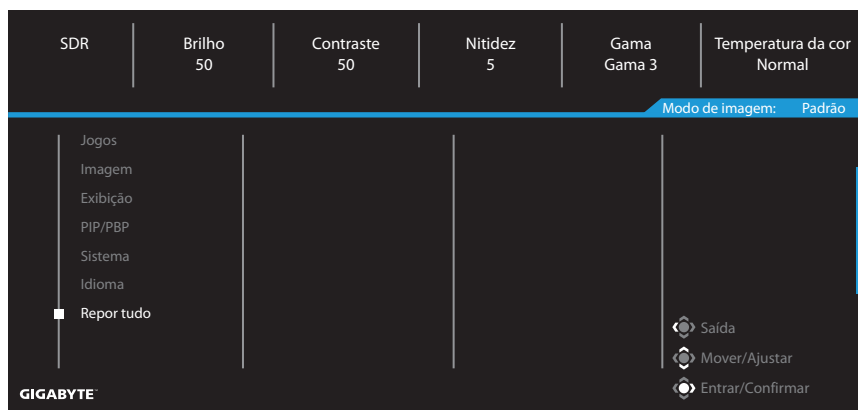 SDR
Brilho
50
Contraste
50
Nitidez
5
Gama
Gama 3
Temperatura da cor
Normal
Modo de imagem: Padrão
Jogos
Imagem
Exibição
PIP/PBP
Sistema
Idioma
Repor tudo
Saída
Mover/Ajustar
Entrar/Confirmar
GIGABYTE™